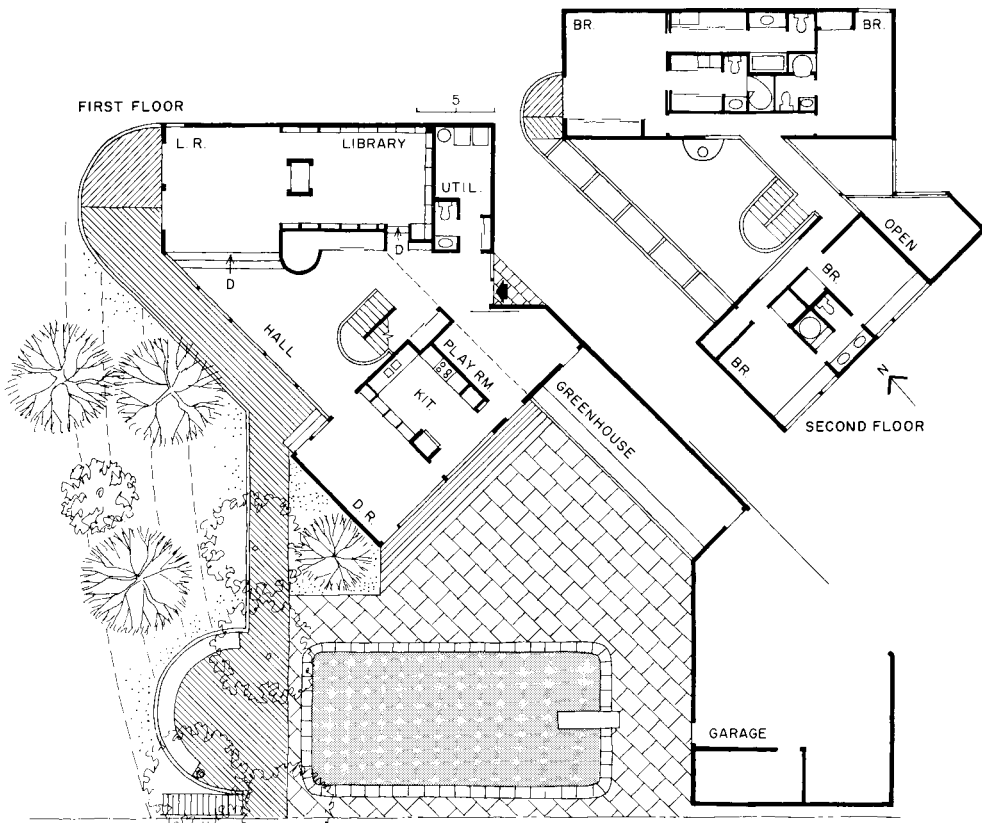 FIRST FLOOR
5
L.R.
LIBRARY
UTIL.
D
D
HALL
PLAY RM
KIT.
GREENHOUSE
D.R.
GARAGE
BR.
BR.
OPEN
BR.
BR.
N
SECOND FLOOR